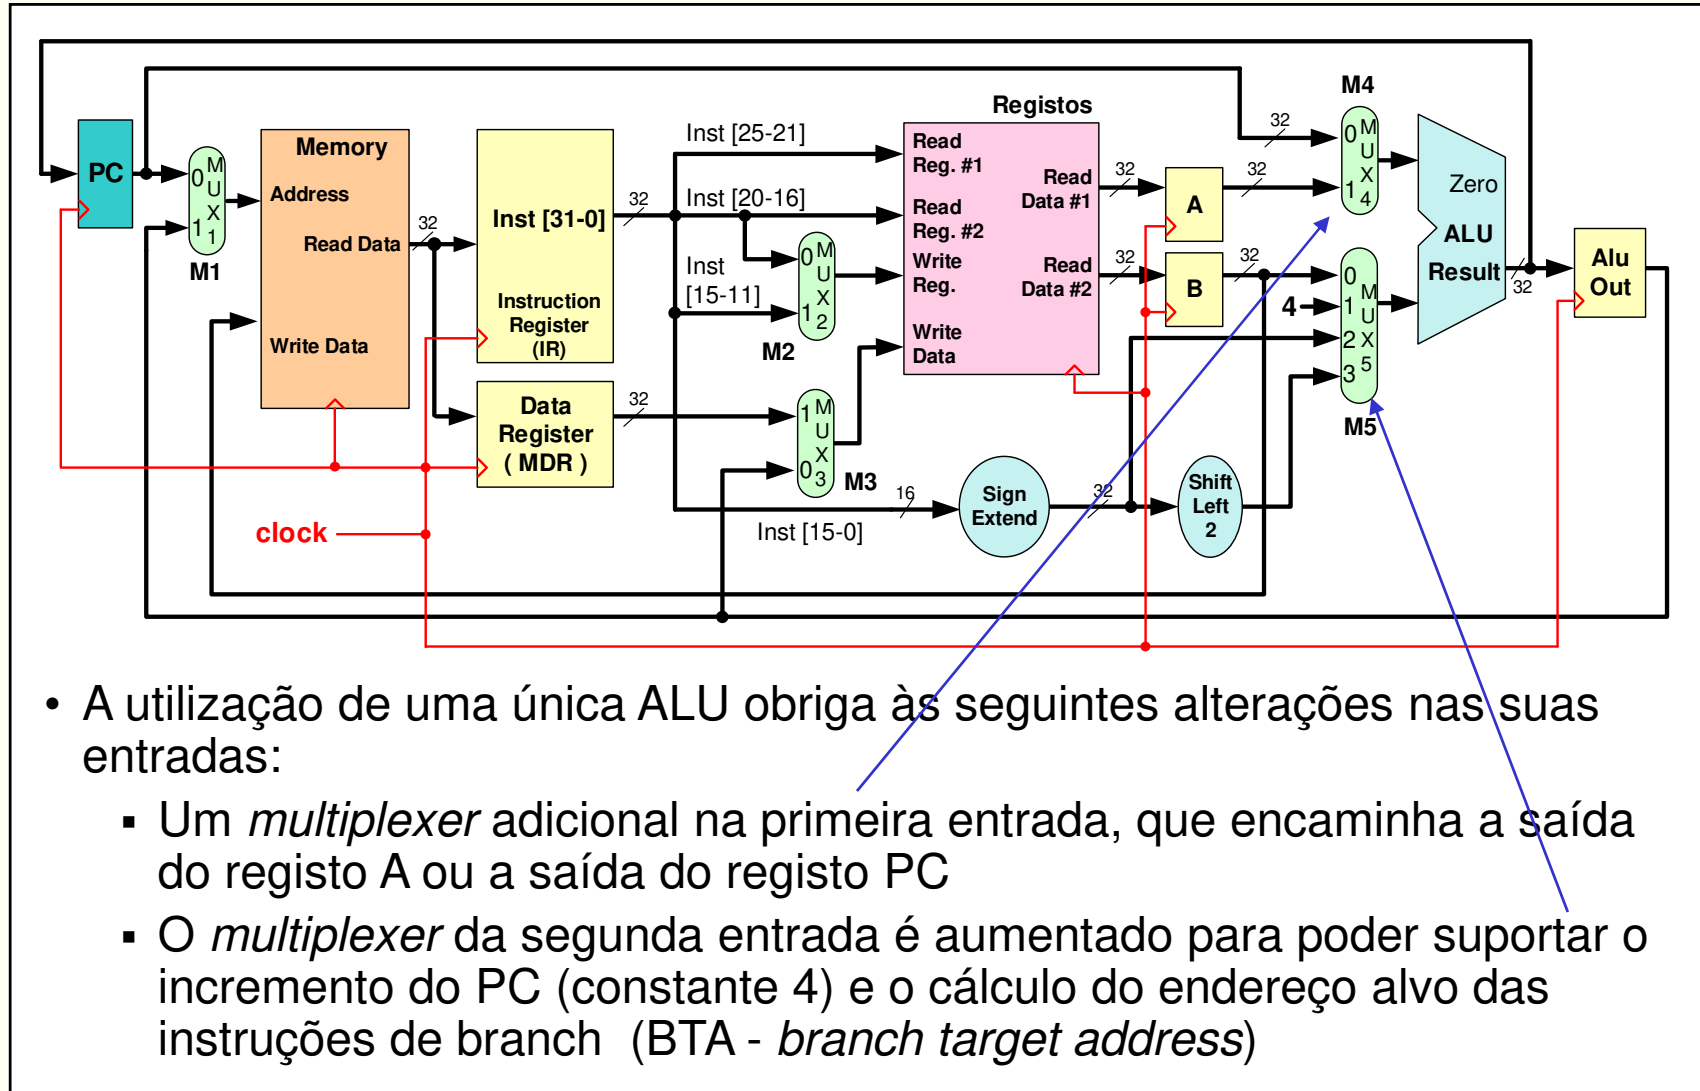 M4
Registos
32
M
0 U X 1 4
PC
0 M U X 1 1
M1
Memory
Address
Read Data
Write Data
32
Inst [31-0]
Instruction
Register
(IR)
32
Inst [25-21]
Inst [20-16]
Inst
[15-11]
0 M U X 1 2
M2
Read
Reg. #1
Read
Reg. #2
Write
Reg.
Write
Data
Read
Data #1
Read
Data #2
32
32
A
B
32
32
4
0 M 1 U 2 X 3 5
M5
Zero
ALU
Result
32
Alu
Out
Data
Register
( MDR )
32
1 M U X 0 3
M3
16
Inst [15-0]
Sign
Extend
32
Shift
Left
2
clock
• A utilização de uma única ALU obriga às seguintes alterações nas suas
entradas:
▪ Um multiplexer adicional na primeira entrada, que encaminha a saída
do registo A ou a saída do registo PC
▪ O multiplexer da segunda entrada é aumentado para poder suportar o
incremento do PC (constante 4) e o cálculo do endereço alvo das
instruções de branch (BTA - branch target address)